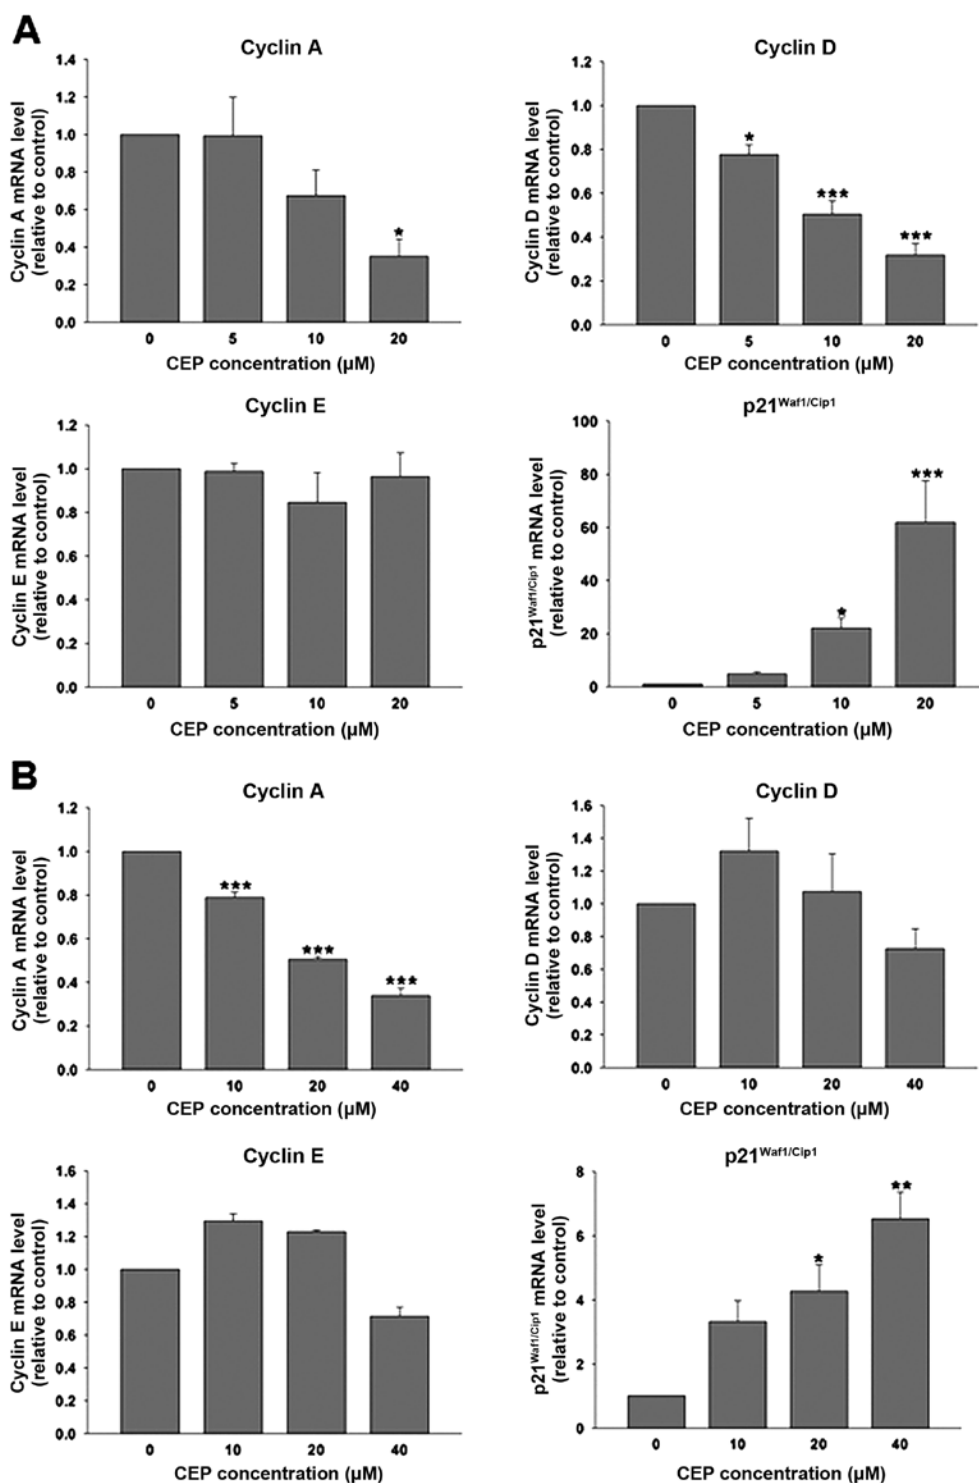 A
Cyclin A
Cyclin A mRNA level
(relative to control)
1.4
1.2
1.0
0.8
0.6
0.4
0.2
0.0
*
0 5 10 20
CEP concentration (µM)
Cyclin D
Cyclin D mRNA level
(relative to control)
1.2
1.0
0.8
0.6
0.4
0.2
0.0
*
***
***
0 5 10 20
CEP concentration (µM)
Cyclin E
Cyclin E mRNA level
(relative to control)
1.2
1.0
0.8
0.6
0.4
0.2
0.0
0 5 10 20
CEP concentration (µM)
p21Waf1/Cip1
p21Waf1/Cip1 mRNA level
(relative to control)
100
80
60
40
20
0
*
***
0 5 10 20
CEP concentration (µM)
B
Cyclin A
Cyclin A mRNA level
(relative to control)
1.2
1.0
0.8
0.6
0.4
0.2
0.0
***
***
***
0 10 20 40
CEP concentration (µM)
Cyclin D
Cyclin D mRNA level
(relative to control)
1.6
1.4
1.2
1.0
0.8
0.6
0.4
0.2
0.0
0 10 20 40
CEP concentration (µM)
Cyclin E
Cyclin E mRNA level
(relative to control)
1.6
1.4
1.2
1.0
0.8
0.6
0.4
0.2
0.0
0 10 20 40
CEP concentration (µM)
p21Waf1/Cip1
p21Waf1/Cip1 mRNA level
(relative to control)
8
6
4
2
0
*
**
0 10 20 40
CEP concentration (µM)